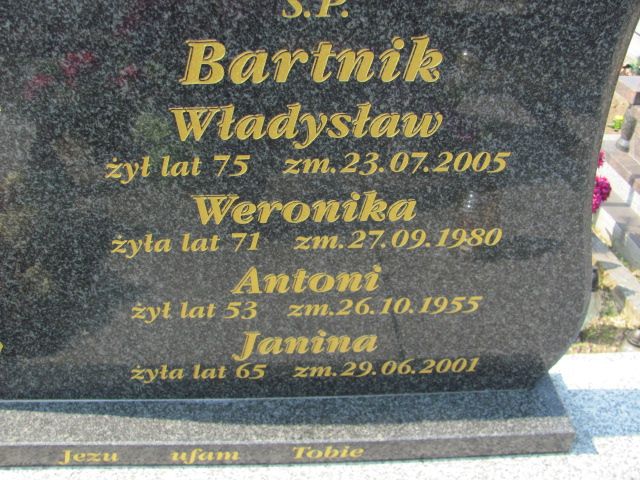 Ś.P.
Bartnik
Władysław
żył lat 75 zm.23.07.2005
Weronika
żyła lat 71 zm.27.09.1980
Antoni
żył lat 53 zm.26.10.1955
Janina
żyła lat 65 zm.29.06.2001
Jezu ufam Tobie